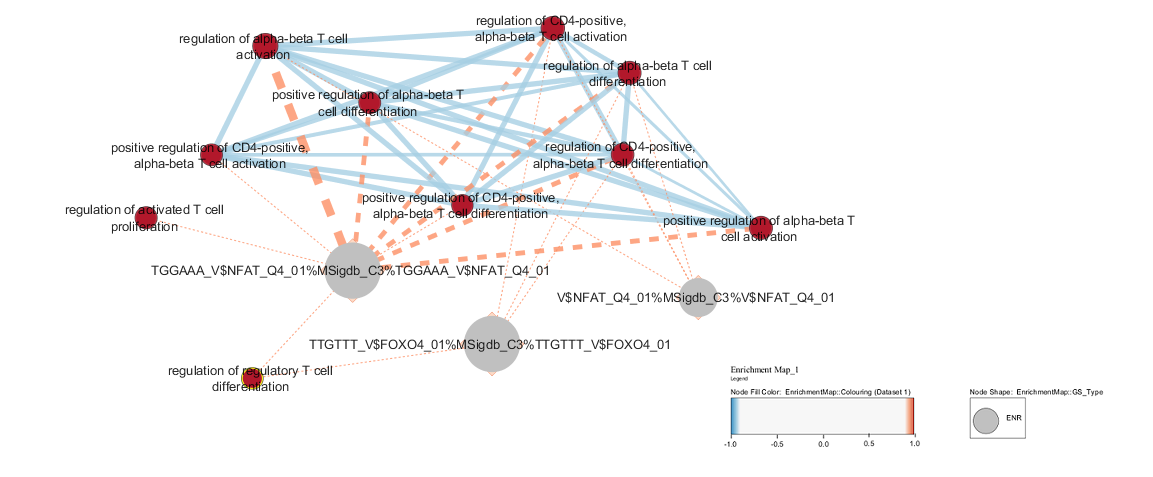 regulation of CD4-positive,
alpha-beta T cell activation
regulation of alpha-beta T cell
activation
regulation of alpha-beta T cell
differentiation
positive regulation of alpha-beta T
cell differentiation
positive regulation of CD4-positive,
alpha-beta T cell activation
regulation of CD4-positive,
alpha-beta T cell differentiation
positive regulation of CD4-positive,
alpha-beta T cell differentiation
regulation of activated T cell
proliferation
positive regulation of alpha-beta T
cell activation
TGGAAA_V$NFAT_Q4_01%MSigdb_C3%TGGAAA_V$NFAT_Q4_01
V$NFAT_Q4_01%MSigdb_C3%V$NFAT_Q4_01
TTGTTT_V$FOXO4_01%MSigdb_C3%TTGTTT_V$FOXO4_01
regulation of regulatory T cell
differentiation
Enrichment Map_1
Legend
Node Fill Color: EnrichmentMap::Colouring (Dataset 1)
-1.0 -0.5 0.0 0.5 1.0
Node Shape: EnrichmentMap::GS_Type
ENR